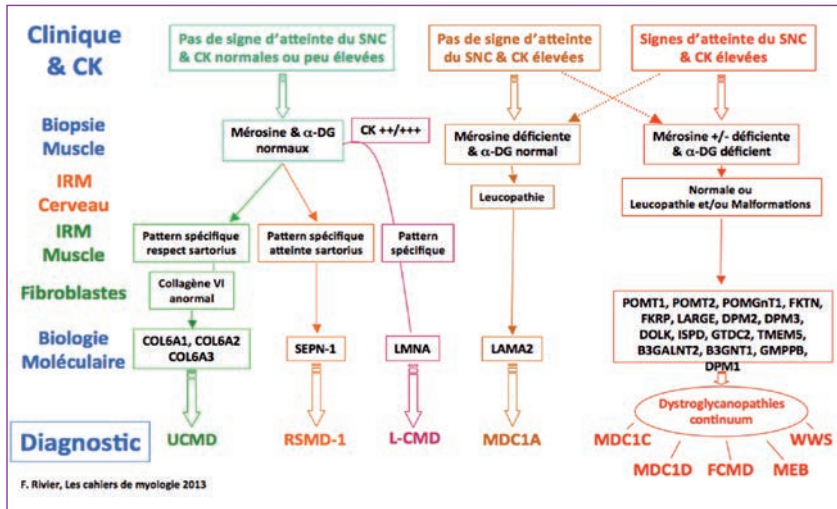 Clinique
& CK
Pas de signe d'atteinte du SNC
& CK normales ou peu élevées
Pas de signe d'atteinte
du SNC & CK élevées
Signes d'atteinte du SNC
& CK élevées
Biopsie
Muscle
Mérosine & α-DG
normaux
CK ++/+++
Mérosine déficiente
& α-DG normal
Mérosine +/- déficiente
& α-DG déficient
IRM
Cerveau
Leucopathie
Normale ou
Leucopathie et/ou Malformations
IRM
Muscle
Pattern spécifique
respect sartorius
Pattern spécifique
atteinte sartorius
Pattern
spécifique
Fibroblastes
Collagène VI
anormal
Biologie
Moléculaire
COL6A1, COL6A2
COL6A3
SEPN-1
LMNA
LAMA2
POMT1, POMT2, POMGnT1, FKTN,
FKRP, LARGE, DPM2, DPM3,
DOLK, ISPD, GTDC2, TMEM5,
B3GALNT2, B3GNT1, GMPPB,
DPM1
Dystroglycanopathies
continuum
Diagnostic
UCMD
RSMD-1
L-CMD
MDC1A
MDC1C
WWS
MDC1D
FCMD
MEB
F. Rivier, Les cahiers de myologie 2013